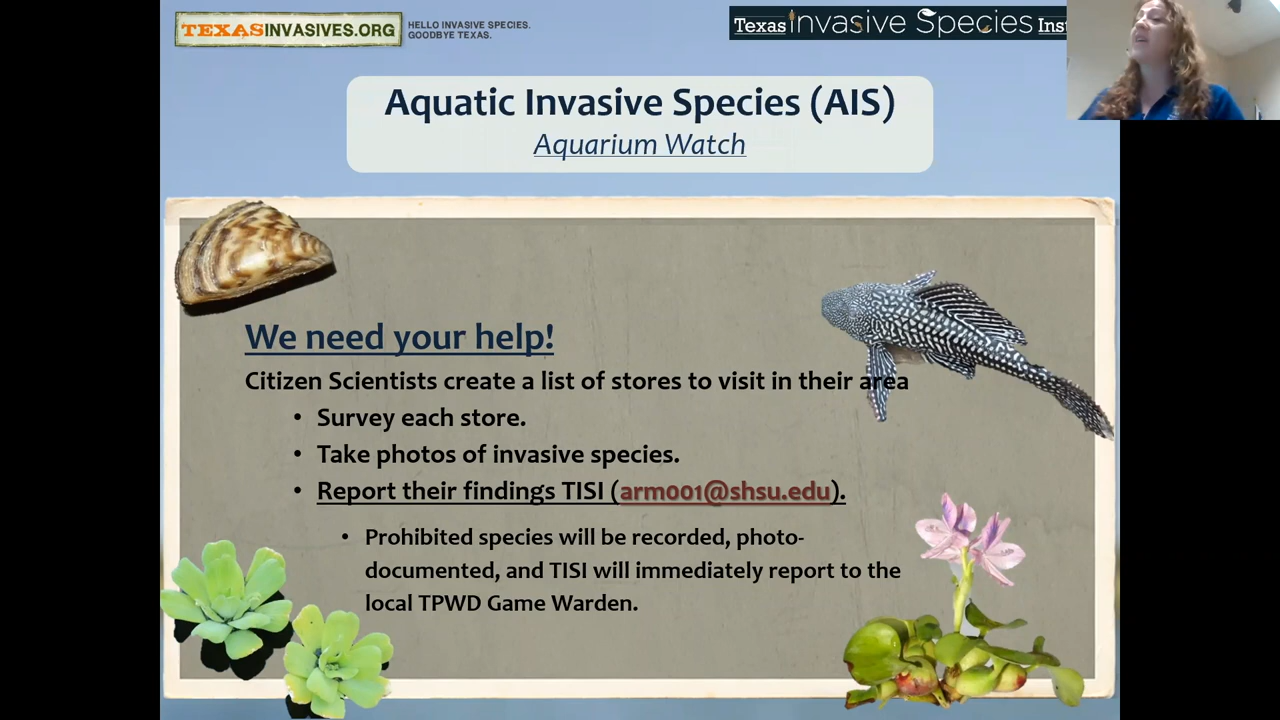 TEXASINVASIVES.ORG
HELLO INVASIVE SPECIES.
GOODBYE TEXAS.
Texas Invasive Species Inst
Aquatic Invasive Species (AIS)
Aquarium Watch
We need your help!
Citizen Scientists create a list of stores to visit in their area
• Survey each store.
• Take photos of invasive species.
• Report their findings TISI (arm001@shsu.edu).
• Prohibited species will be recorded, photo-
documented, and TISI will immediately report to the
local TPWD Game Warden.